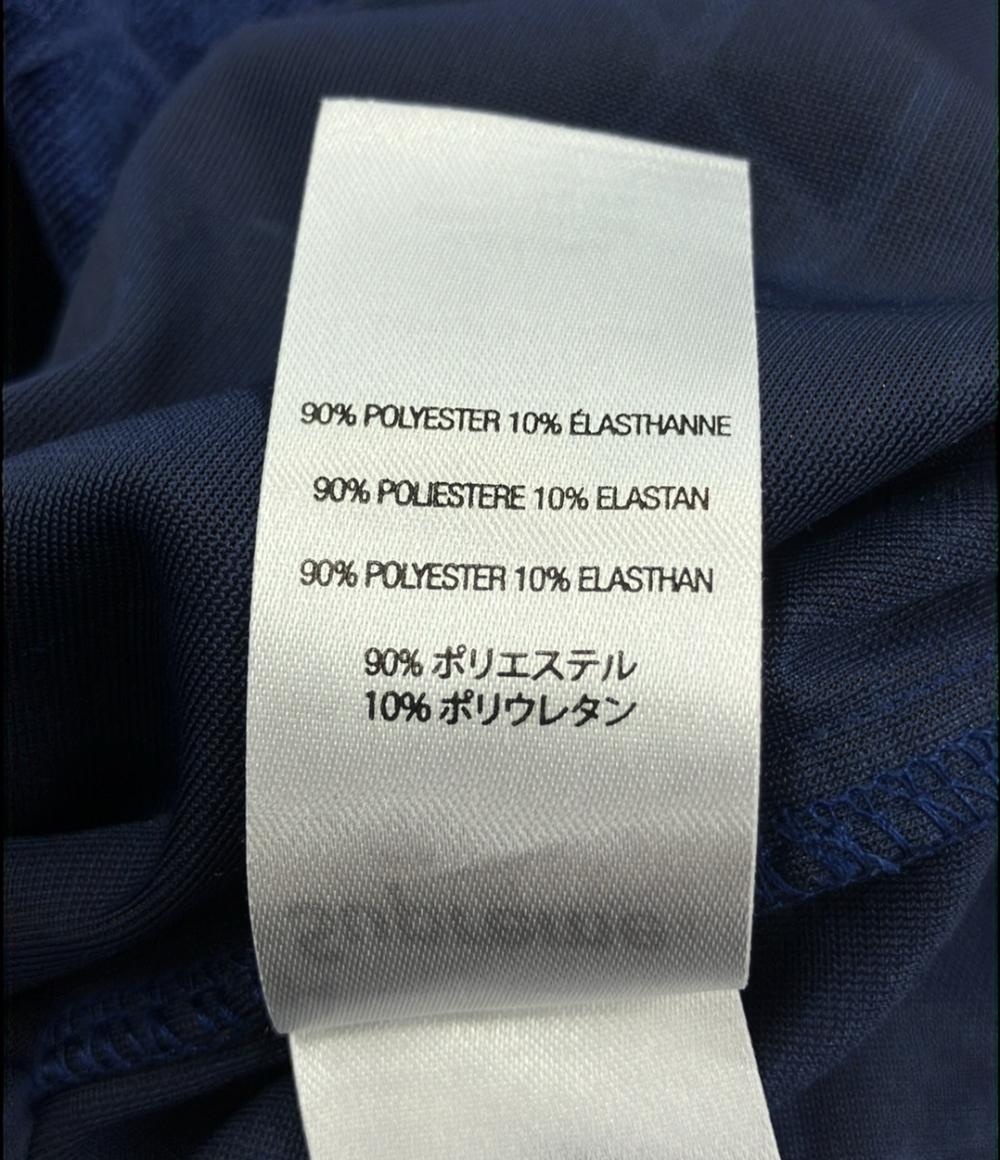 90% POLYESTER 10% ÉLASTHANNE
90% POLIESTERE 10% ELASTAN
90% POLYESTER 10% ELASTHAN
90% ポリエステル
10% ポリウレタン